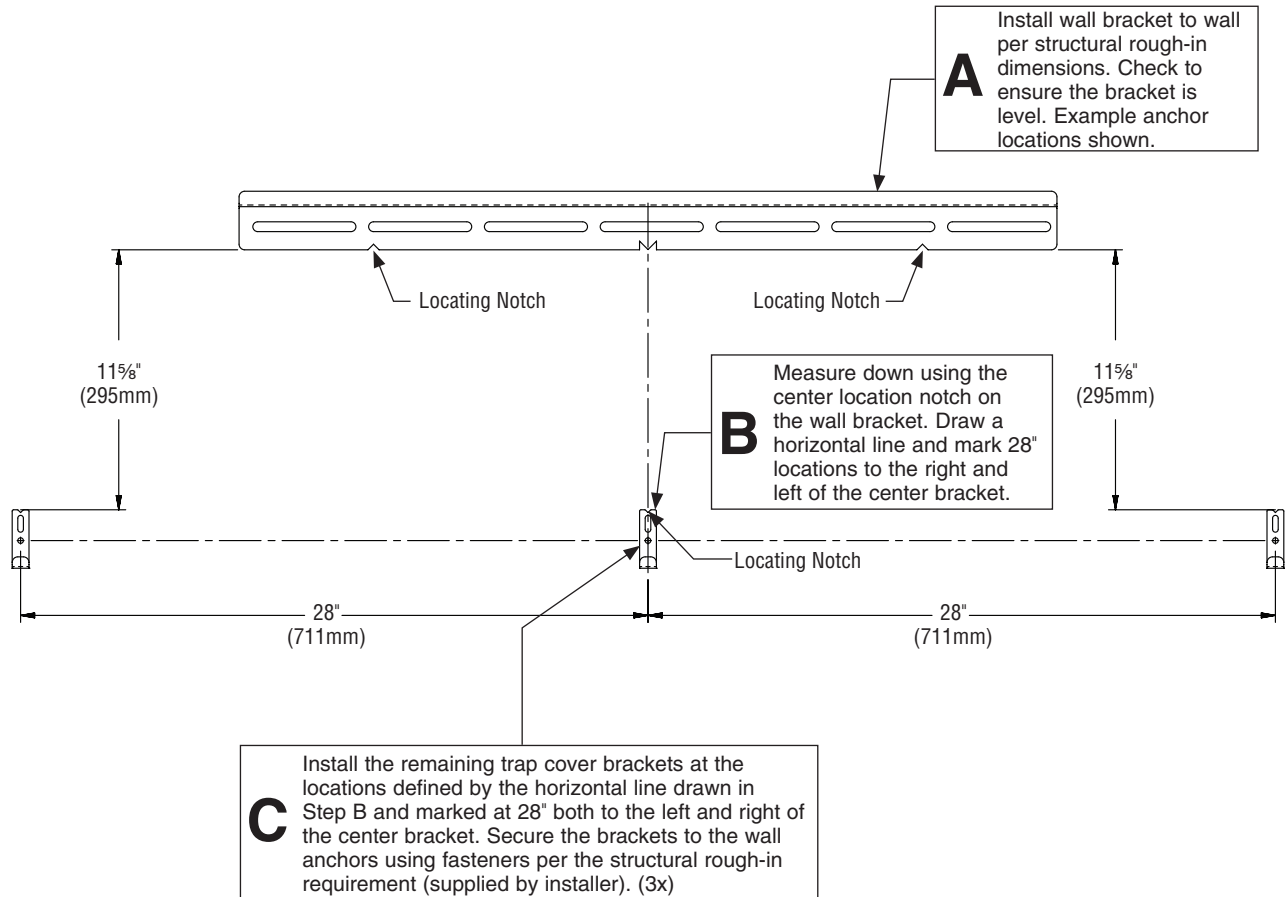 A
Install wall bracket to wall
per structural rough-in
dimensions. Check to
ensure the bracket is
level. Example anchor
locations shown.
Locating Notch
Locating Notch
11⅝"
(295mm)
11⅝"
(295mm)
B
Measure down using the
center location notch on
the wall bracket. Draw a
horizontal line and mark 28"
locations to the right and
left of the center bracket.
Locating Notch
28"
(711mm)
28"
(711mm)
C
Install the remaining trap cover brackets at the
locations defined by the horizontal line drawn in
Step B and marked at 28" both to the left and right of
the center bracket. Secure the brackets to the wall
anchors using fasteners per the structural rough-in
requirement (supplied by installer). (3x)